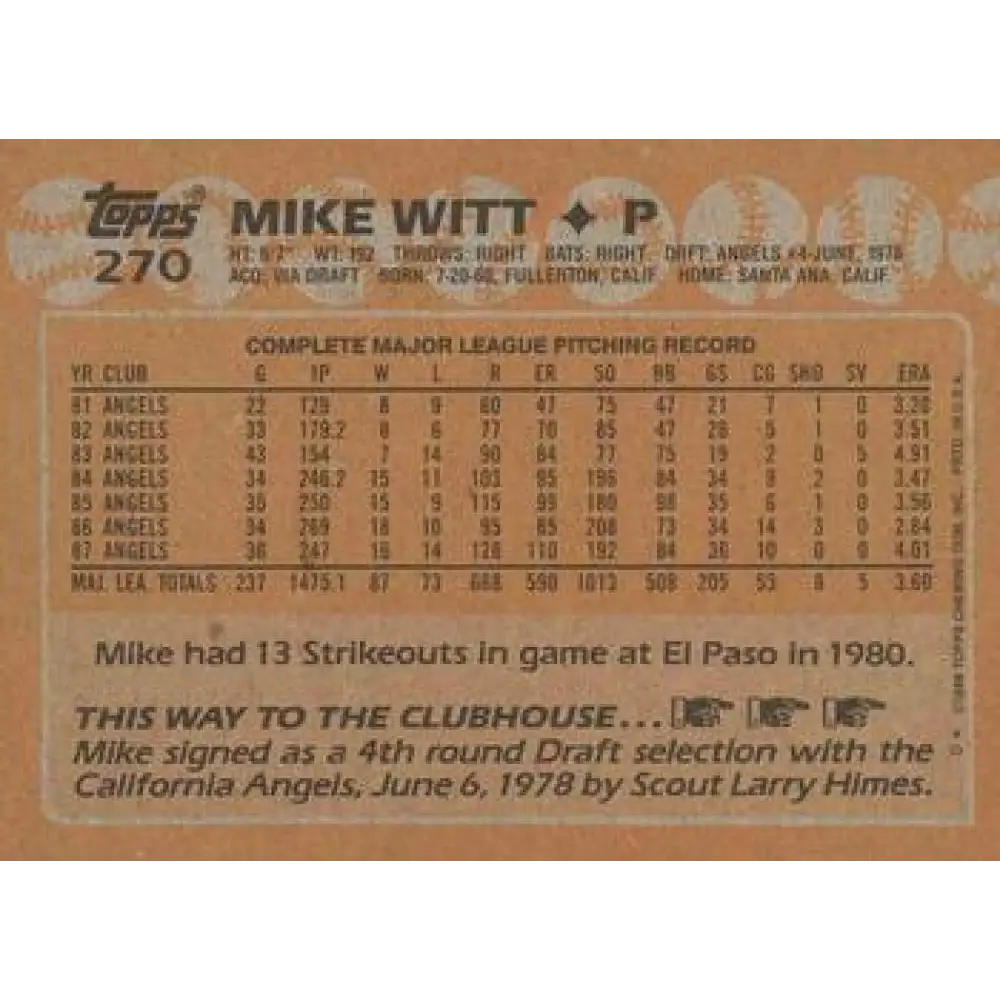 topps® MIKE WITT ✦ P
270
HT: 6'7" WT: 192 THROWS: RIGHT BATS: RIGHT DRFT: ANGELS #4-JUNE, 1978
ACQ: VIA DRAFT BORN: 7-20-60, FULLERTON, CALIF. HOME: SANTA ANA, CALIF.
COMPLETE MAJOR LEAGUE PITCHING RECORD
YR CLUB G IP W L R ER SO BB GS CG SHO SV ERA
81 ANGELS 22 129 8 9 60 47 75 47 21 7 1 0 3.28
82 ANGELS 33 179.2 8 6 77 70 85 47 26 5 1 0 3.51
83 ANGELS 43 154 7 14 90 84 77 75 19 2 0 5 4.91
84 ANGELS 34 246.2 15 11 103 95 196 84 34 9 2 0 3.47
85 ANGELS 35 250 15 9 115 99 180 98 35 6 1 0 3.56
86 ANGELS 34 269 18 10 95 85 208 73 34 14 3 0 2.84
87 ANGELS 36 247 16 14 128 110 192 84 36 10 0 0 4.01
MAJ. LEA. TOTALS 237 1475.1 87 73 668 590 1013 508 205 53 8 5 3.60
Mike had 13 Strikeouts in game at El Paso in 1980.
THIS WAY TO THE CLUBHOUSE...
Mike signed as a 4th round Draft selection with the
California Angels, June 6, 1978 by Scout Larry Himes.
D* ©1988 TOPPS CHEWING GUM, INC. PRTD. IN U.S.A.